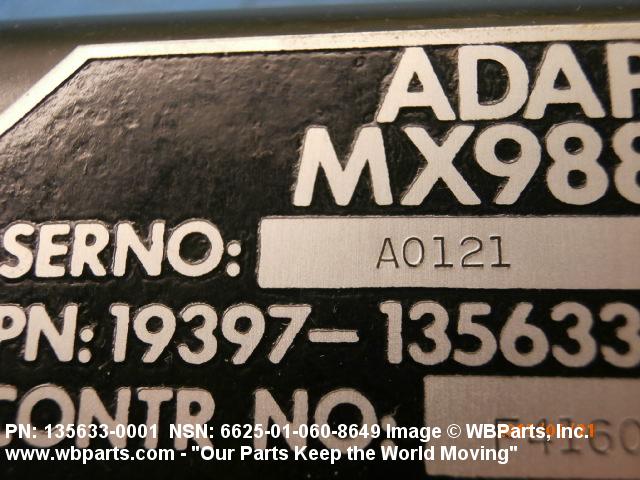 ADAP
MX988
SERNO: A0121
PN: 19397-135633
CONTR. NO.
PN: 135633-0001 NSN: 6625-01-060-8649 Image © WBParts, Inc.
www.wbparts.com - "Our Parts Keep the World Moving"